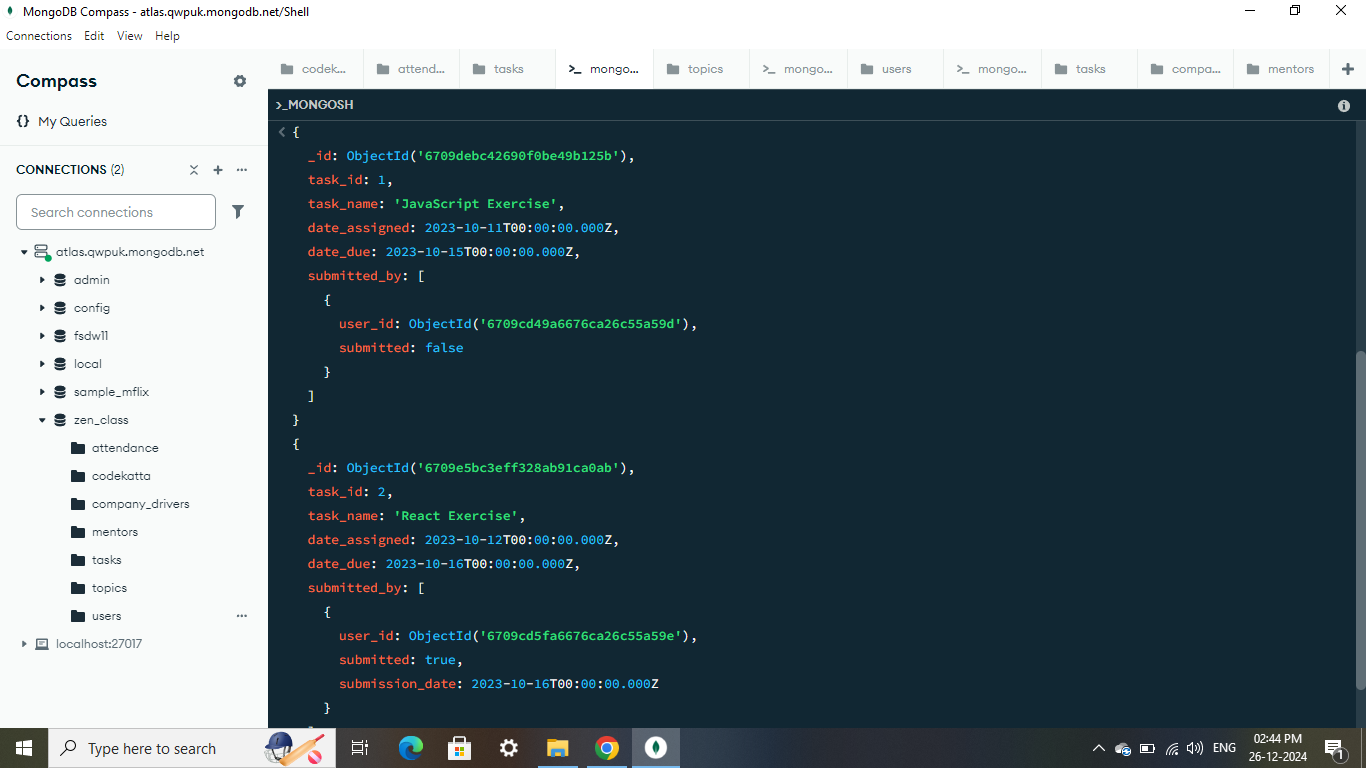 MongoDB Compass - atlas.qwpuk.mongodb.net/Shell
Connections Edit View Help
Compass
{} My Queries
CONNECTIONS (2)
Search connections
atlas.qwpuk.mongodb.net
admin
config
fsdw11
local
sample_mflix
zen_class
attendance
codekatta
company_drivers
mentors
tasks
topics
users
localhost:27017
codek... attend... tasks >_ mongo... topics >_ mongo... users >_ mongo... tasks compa... mentors +
>_MONGOSH
< {
_id: ObjectId('6709debc42690f0be49b125b'),
task_id: 1,
task_name: 'JavaScript Exercise',
date_assigned: 2023-10-11T00:00:00.000Z,
date_due: 2023-10-15T00:00:00.000Z,
submitted_by: [
{
user_id: ObjectId('6709cd49a6676ca26c55a59d'),
submitted: false
}
]
}
{
_id: ObjectId('6709e5bc3eff328ab91ca0ab'),
task_id: 2,
task_name: 'React Exercise',
date_assigned: 2023-10-12T00:00:00.000Z,
date_due: 2023-10-16T00:00:00.000Z,
submitted_by: [
{
user_id: ObjectId('6709cd5fa6676ca26c55a59e'),
submitted: true,
submission_date: 2023-10-16T00:00:00.000Z
}
Type here to search
ENG
02:44 PM
26-12-2024
1